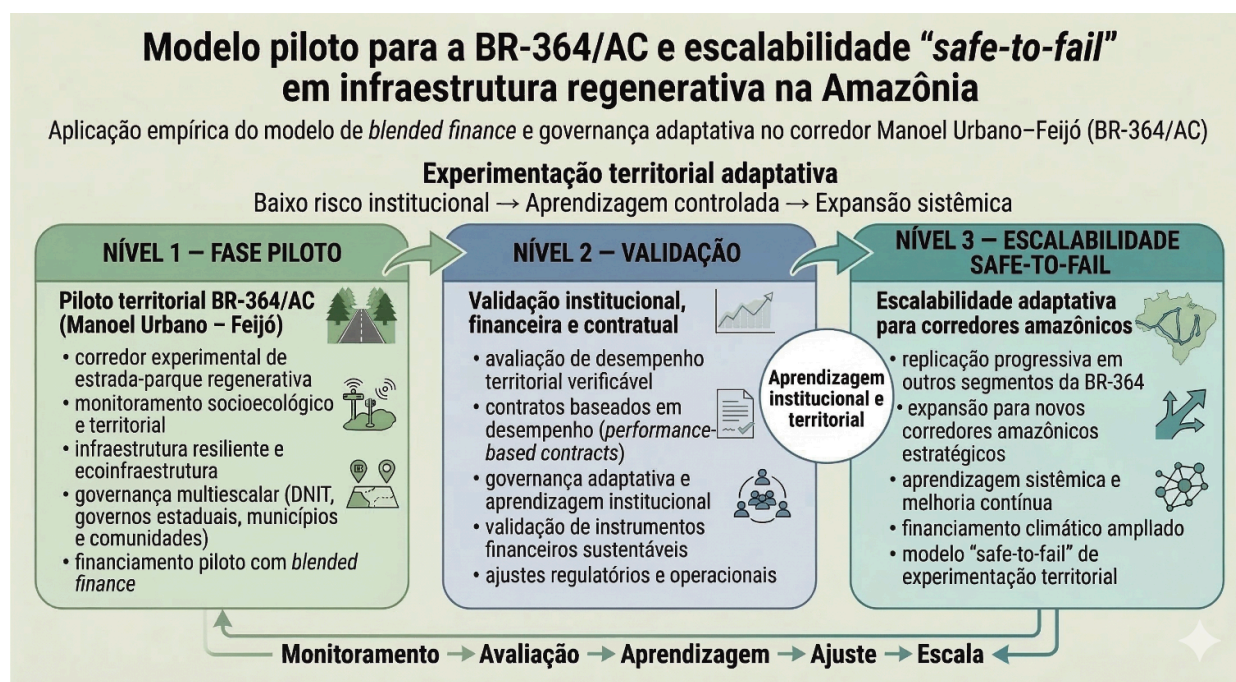 Modelo piloto para a BR-364/AC e escalabilidade “safe-to-fail”
em infraestrutura regenerativa na Amazônia
Aplicação empírica do modelo de blended finance e governança adaptativa no corredor Manoel Urbano–Feijó (BR-364/AC)
Experimentação territorial adaptativa
Baixo risco institucional → Aprendizagem controlada → Expansão sistêmica
NÍVEL 1 — FASE PILOTO
Piloto territorial BR-364/AC
(Manoel Urbano – Feijó)
• corredor experimental de
estrada-parque regenerativa
• monitoramento socioecológico
e territorial
• infraestrutura resiliente e
ecoinfraestrutura
• governança multiescalar (DNIT,
governos estaduais, municípios
e comunidades)
• financiamento piloto com blended
finance
NÍVEL 2 — VALIDAÇÃO
Validação institucional,
financeira e contratual
• avaliação de desempenho
territorial verificável
• contratos baseados em
desempenho (performance-
based contracts)
• governança adaptativa e
aprendizagem institucional
• validação de instrumentos
financeiros sustentáveis
• ajustes regulatórios e operacionais
Aprendizagem
institucional e
territorial
NÍVEL 3 — ESCALABILIDADE
SAFE-TO-FAIL
Escalabilidade adaptativa
para corredores amazônicos
• replicação progressiva em
outros segmentos da BR-364
• expansão para novos
corredores amazônicos
estratégicos
• aprendizagem sistêmica e
melhoria contínua
• financiamento climático ampllado
• modelo “safe-to-fail” de
experimentação territorial
Monitoramento → Avaliação → Aprendizagem → Ajuste → Escala